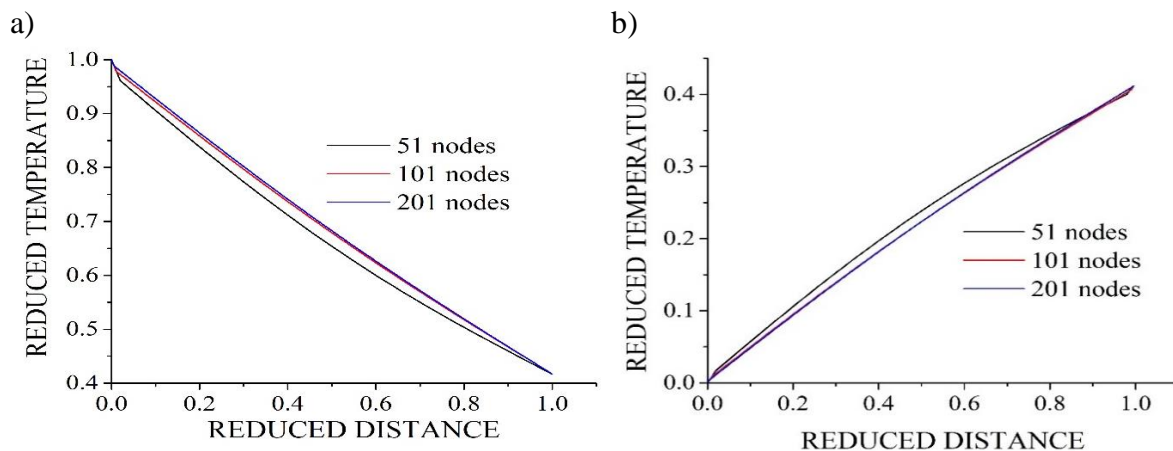 a)
1.0
0.9
0.8
0.7
0.6
0.5
0.4
REDUCED TEMPERATURE
51 nodes
101 nodes
201 nodes
0.0 0.2 0.4 0.6 0.8 1.0
REDUCED DISTANCE
b)
0.4
0.3
0.2
0.1
0.0
REDUCED TEMPERATURE
51 nodes
101 nodes
201 nodes
0.0 0.2 0.4 0.6 0.8 1.0
REDUCED DISTANCE